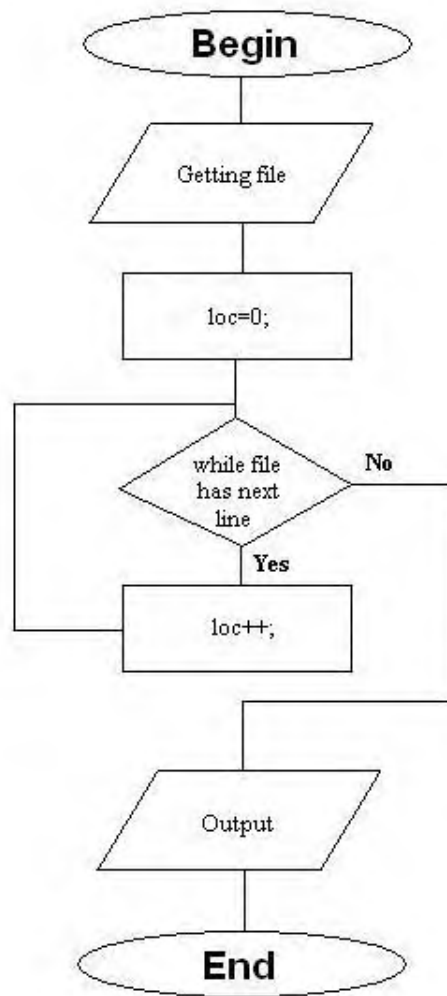 Begin
Getting file
loc=0;
while file
has next
line
No
Yes
loc++;
Output
End